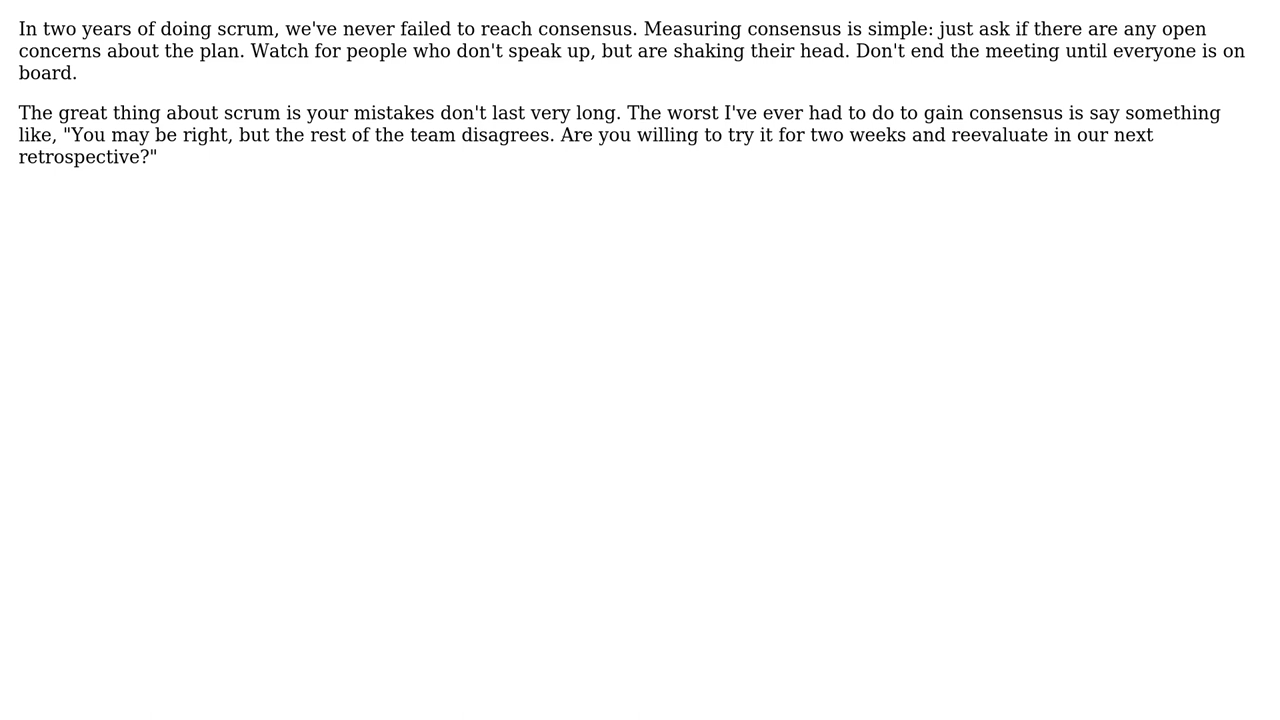 In two years of doing scrum, we've never failed to reach consensus. Measuring consensus is simple: just ask if there are any open
concerns about the plan. Watch for people who don't speak up, but are shaking their head. Don't end the meeting until everyone is on
board.
The great thing about scrum is your mistakes don't last very long. The worst I've ever had to do to gain consensus is say something
like, "You may be right, but the rest of the team disagrees. Are you willing to try it for two weeks and reevaluate in our next
retrospective?"